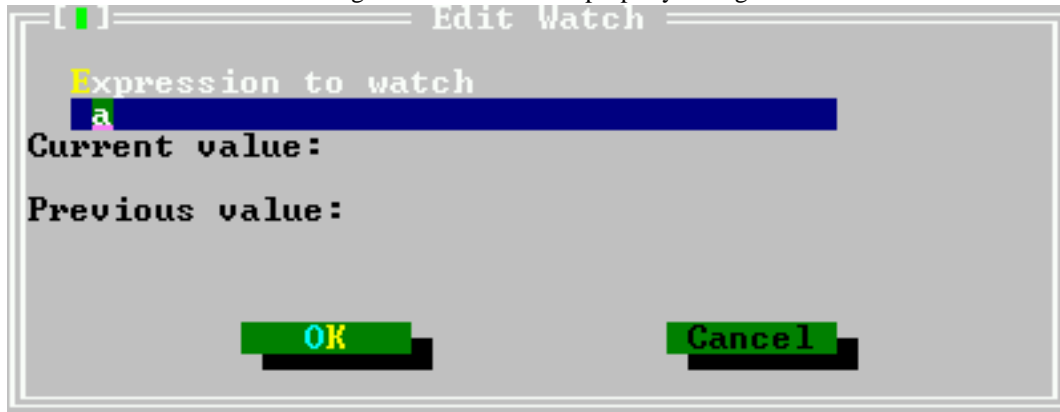 Edit Watch
Expression to watch
a
Current value:
Previous value:
OK
Cancel